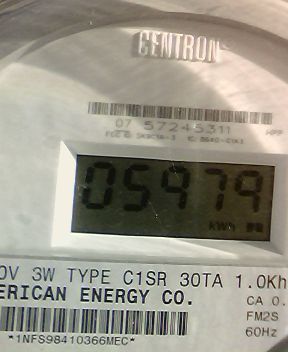 CENTRON
07 57245311
HPP
05979
KWH
0V 3W TYPE C1SR 30TA 1.0Kh
ERICAN ENERGY CO.
CA 0.
FM2S
60Hz
*1NFS98410366MEC*